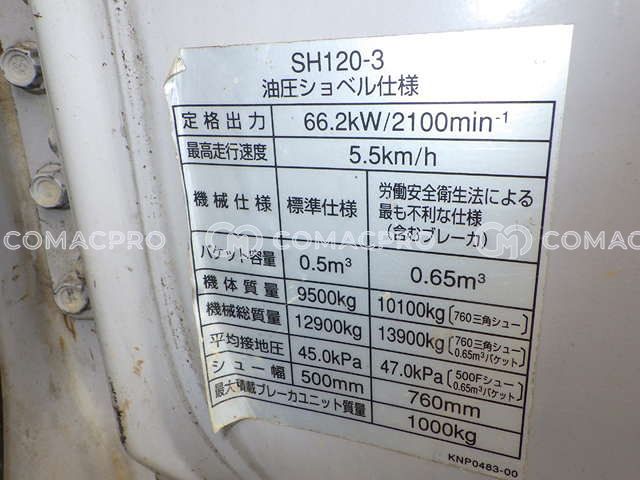 SH120-3
油圧ショベル仕様
定格出力 66.2kW/2100min-1
最高走行速度 5.5km/h
機械仕様 標準仕様 労働安全衛生法による
最も不利な仕様
(含むブレーカ)
バケット容量 0.5m3 0.65m3
機体質量 9500kg 10100kg〔760三角シュー〕
機械総質量 12900kg 13900kg〔760三角シュー
0.65m3バケット〕
平均接地圧 45.0kPa 47.0kPa〔500Fシュー
0.65m3バケット〕
シュー幅 500mm 760mm
最大積載ブレーカユニット質量 1000kg
KNP0483-00
COMACPRO M COMACPRO M COMACPRO